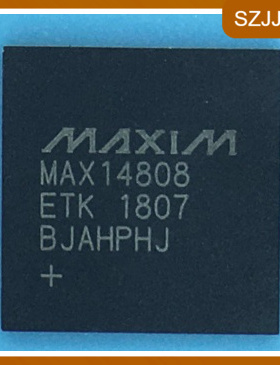 SZJJ
MAXIM
MAX14808
ETK 1807
BJAHPHJ
+